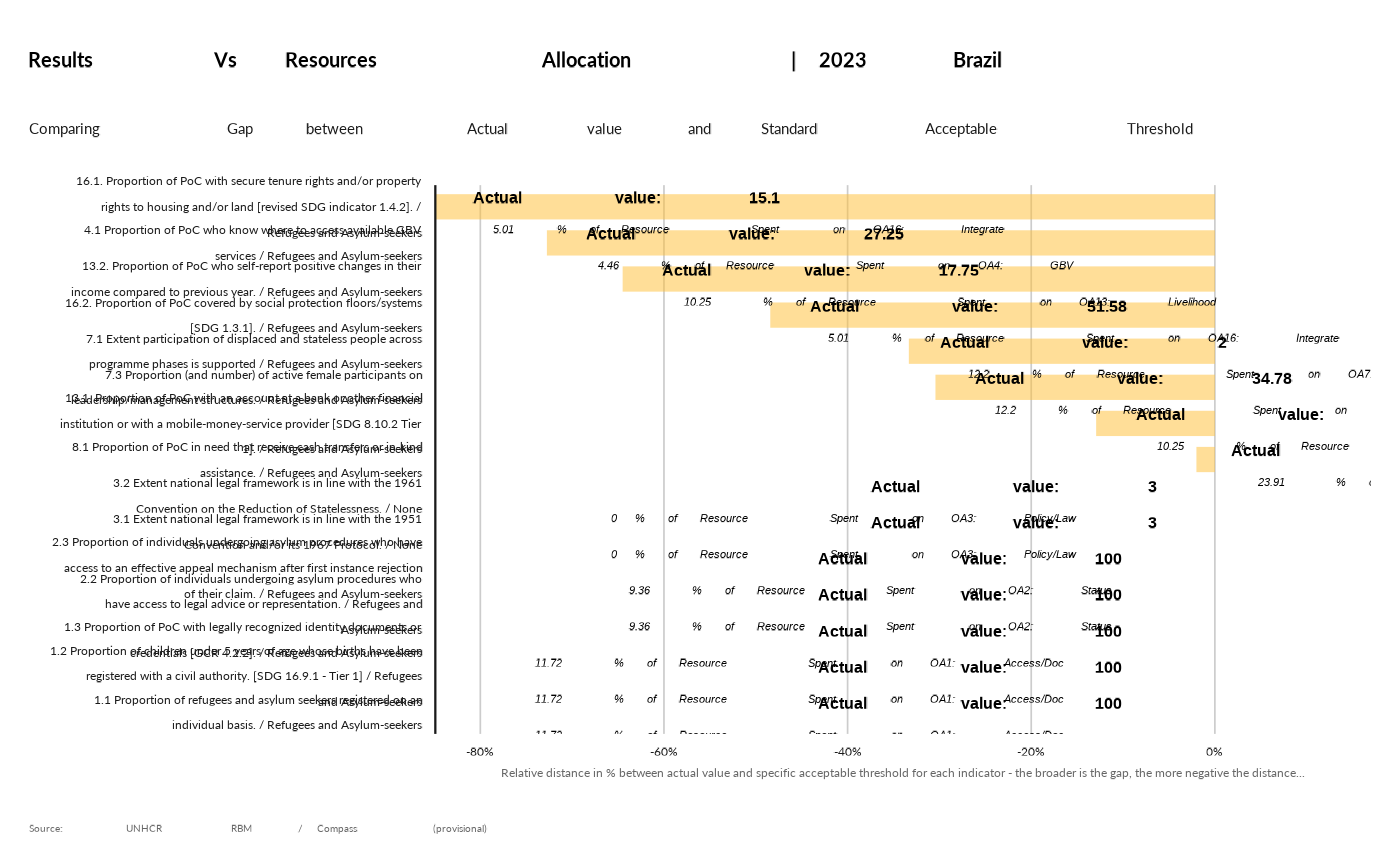 Results Vs Resources Allocation | 2023 Brazil
Comparing Gap between Actual value and Standard Acceptable Threshold
16.1. Proportion of PoC with secure tenure rights and/or property
rights to housing and/or land [revised SDG indicator 1.4.2]. /
Refugees and Asylum-seekers
Actual value: 15.1
5.01 % of Resource Spent on OA16: Integrate
4.1 Proportion of PoC who know where to access available GBV
services / Refugees and Asylum-seekers
Actual value: 27.25
4.46 % of Resource Spent on OA4: GBV
13.2. Proportion of PoC who self-report positive changes in their
income compared to previous year. / Refugees and Asylum-seekers
Actual value: 17.75
10.25 % of Resource Spent on OA13: Livelihood
16.2. Proportion of PoC covered by social protection floors/systems
[SDG 1.3.1]. / Refugees and Asylum-seekers
Actual value: 51.58
5.01 % of Resource Spent on OA16: Integrate
7.1 Extent participation of displaced and stateless people across
programme phases is supported / Refugees and Asylum-seekers
Actual value: 2
12.2 % of Resource Spent on OA7
7.3 Proportion (and number) of active female participants on
leadership/management structures. / Refugees and Asylum-seekers
Actual value: 34.78
12.2 % of Resource Spent on
13.1. Proportion of PoC with an account at a bank or other financial
institution or with a mobile-money-service provider [SDG 8.10.2 Tier
1]. / Refugees and Asylum-seekers
Actual value:
10.25 % of Resource
8.1 Proportion of PoC in need that receive cash transfers or in-kind
assistance. / Refugees and Asylum-seekers
Actual
23.91 %
3.2 Extent national legal framework is in line with the 1961
Convention on the Reduction of Statelessness. / None
Actual value: 3
0 % of Resource Spent on OA3: Policy/Law
3.1 Extent national legal framework is in line with the 1951
Convention and/or its 1967 Protocol. / None
Actual value: 3
0 % of Resource Spent on OA3: Policy/Law
2.3 Proportion of individuals undergoing asylum procedures who have
access to an effective appeal mechanism after first instance rejection
of their claim. / Refugees and Asylum-seekers
Actual value: 100
9.36 % of Resource Spent on OA2: Status
2.2 Proportion of individuals undergoing asylum procedures who
have access to legal advice or representation. / Refugees and
Asylum-seekers
Actual value: 100
9.36 % of Resource Spent on OA2: Status
1.3 Proportion of PoC with legally recognized identity documents or
credentials [GCR 4.2.2]. / Refugees and Asylum-seekers
Actual value: 100
11.72 % of Resource Spent on OA1: Access/Doc
1.2 Proportion of children under 5 years of age whose births have been
registered with a civil authority. [SDG 16.9.1 - Tier 1] / Refugees
and Asylum-seekers
Actual value: 100
11.72 % of Resource Spent on OA1: Access/Doc
1.1 Proportion of refugees and asylum seekers registered on an
individual basis. / Refugees and Asylum-seekers
Actual value: 100
11.72 % of Resource Spent on OA1: Access/Doc
-80% -60% -40% -20% 0%
Relative distance in % between actual value and specific acceptable threshold for each indicator - the broader is the gap, the more negative the distance...
Source: UNHCR RBM / Compass (provisional)